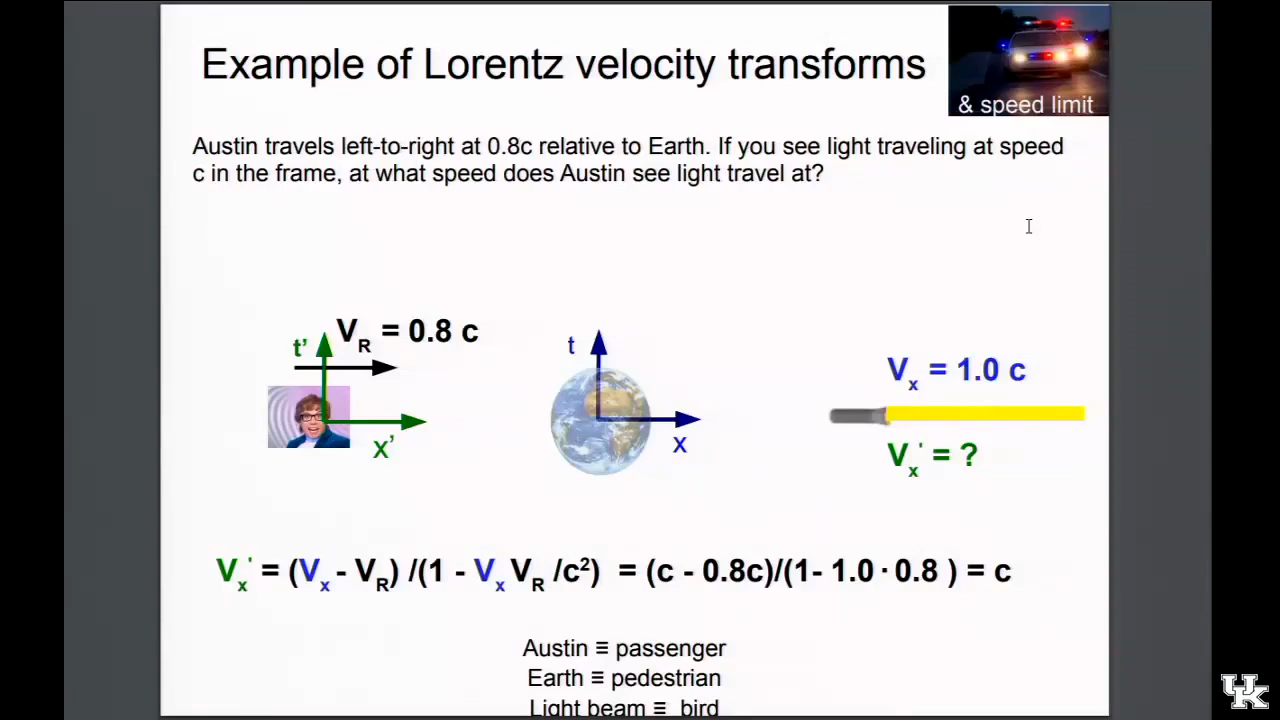 Example of Lorentz velocity transforms
& speed limit
Austin travels left-to-right at 0.8c relative to Earth. If you see light traveling at speed
c in the frame, at what speed does Austin see light travel at?
t’
V_R = 0.8 c
x’
t
x
V_x = 1.0 c
V_x' = ?
V_x' = (V_x - V_R) /(1 - V_x V_R /c²) = (c - 0.8c)/(1- 1.0 · 0.8 ) = c
Austin ≡ passenger
Earth ≡ pedestrian
Light beam ≡ bird
UK